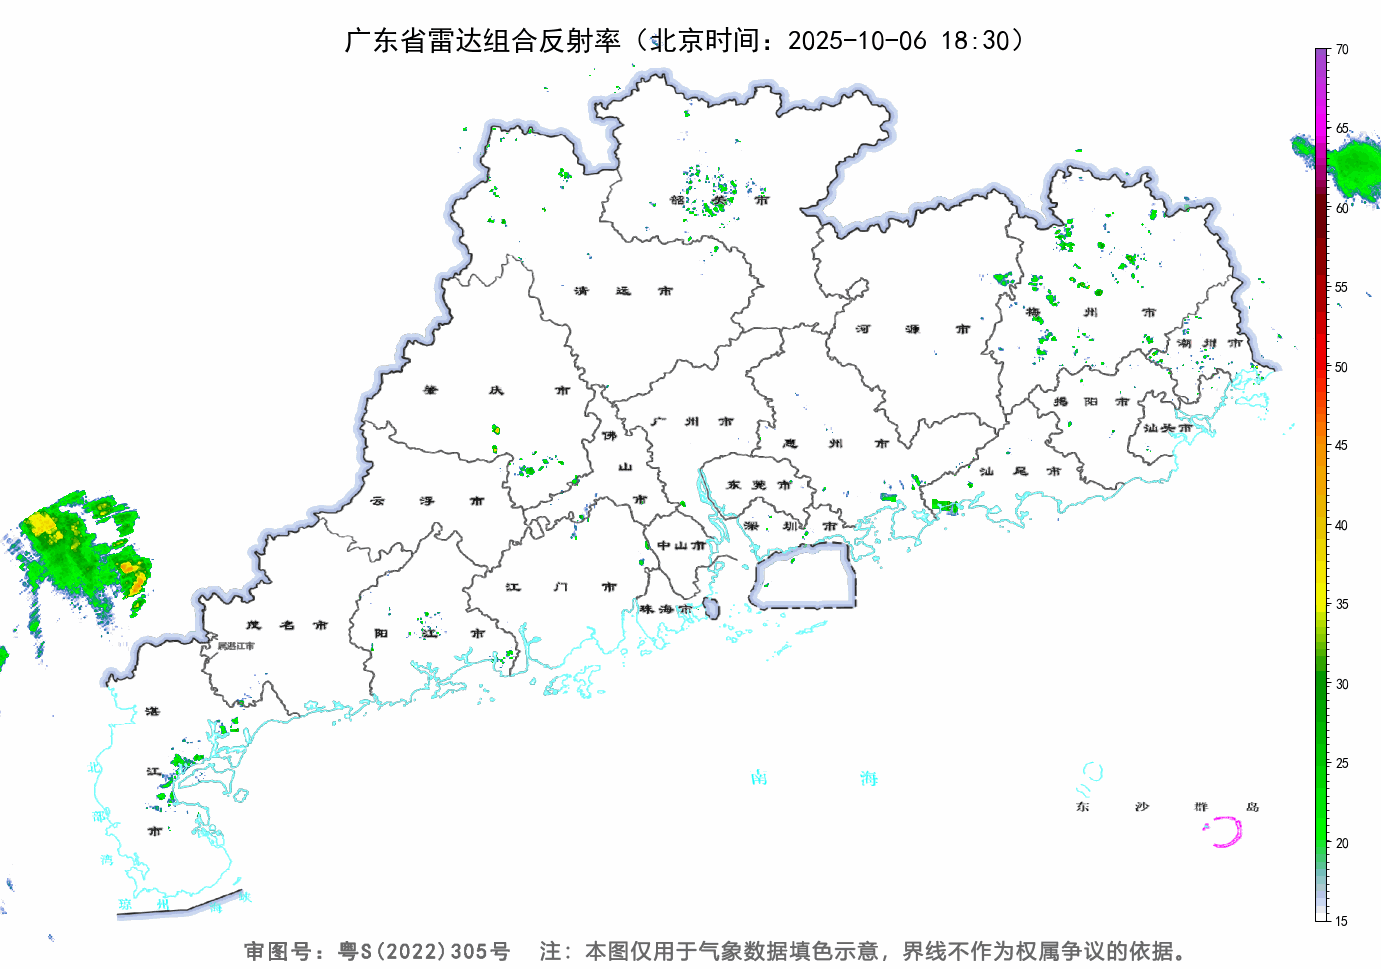 广东省雷达组合反射率（北京时间：2025-10-06 18:30）
70
65
60
55
50
45
40
35
30
25
20
15
韶关市
清远市
河源市
梅州市
潮州市
肇庆市
广州市
佛山市
惠州市
揭阳市
汕头市
汕尾市
云浮市
东莞市
深圳市
中山市
江门市
珠海市
茂名市
阳江市
属湛江市
湛江市
北部湾
琼州海峡
南海
东沙群岛
审图号：粤S(2022)305号 注：本图仅用于气象数据填色示意，界线不作为权属争议的依据。